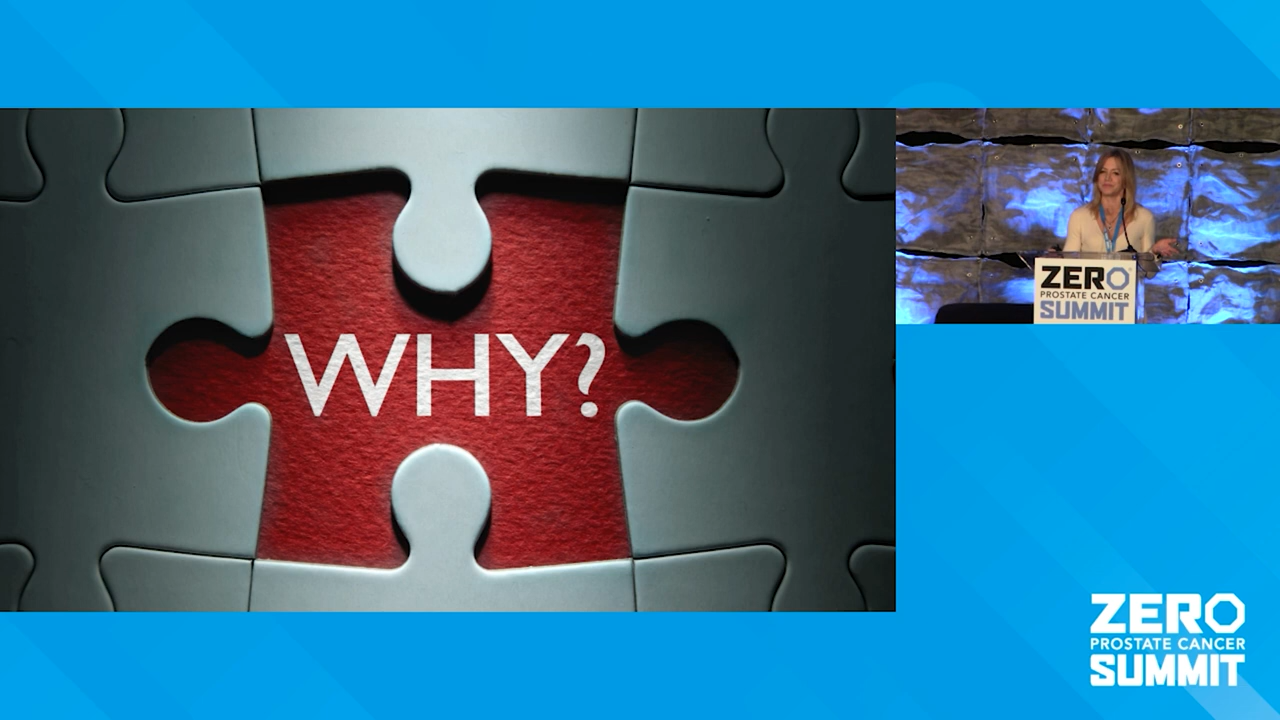 WHY?
ZERO
PROSTATE CANCER
SUMMIT
ZERO
PROSTATE CANCER
SUMMIT